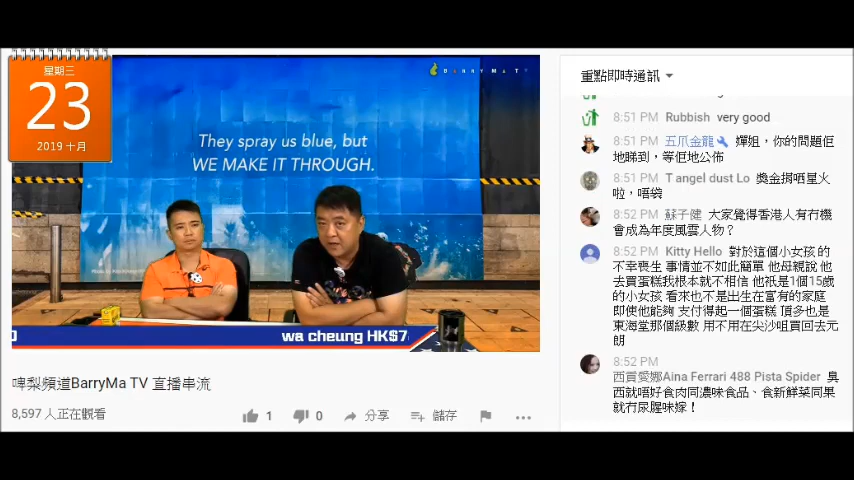 星期三
23
2019 十月
BARRY MA TV
They spray us blue, but
WE MAKE IT THROUGH.
wa cheung HK$7
啤梨頻道BarryMa TV 直播串流
8,597 人正在觀看
1
0
分享
儲存
重點即時通訊
8:51 PM Rubbish very good
8:51 PM 五爪金龍 嬋姐，你的問題佢
地睇到，等佢地公佈
8:51 PM T angel dust Lo 獎金捐哂星火
啦，唔袋
8:52 PM 蘇子健 大家覺得香港人有冇機
會成為年度風雲人物？
8:52 PM Kitty Hello 對於這個小女孩 的
不幸喪生 事情並不如此簡單 他母親說 他
去買蛋糕我根本就不相信 他祇是1個15歲
的小女孩 看來也不是出生在富有的家庭
即使他能夠 支付得起一個蛋糕 頂多也是
東海堂那個級數 用不用在尖沙咀買回去元
朗
8:52 PM
西貢愛娜Aina Ferrari 488 Pista Spider 臭
西就唔好食肉同濃味食品、食新鮮菜同果
就冇尿腥味嫁！